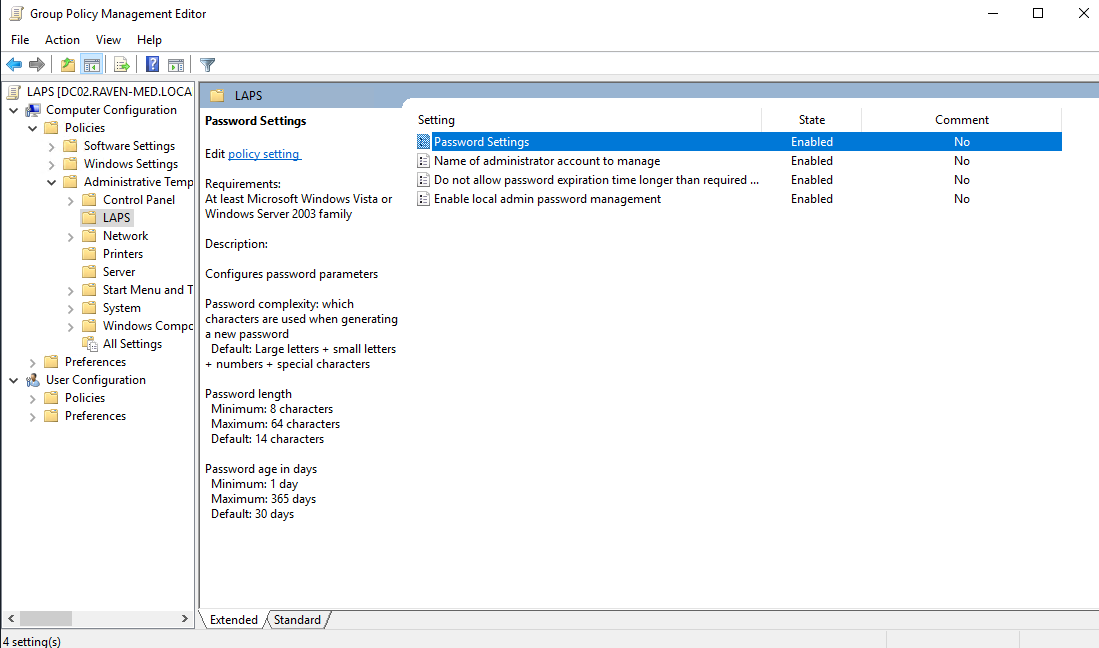 Group Policy Management Editor
File Action View Help
LAPS [DC02.RAVEN-MED.LOCA
Computer Configuration
Policies
Software Settings
Windows Settings
Administrative Temp
Control Panel
LAPS
Network
Printers
Server
Start Menu and T
System
Windows Compo
All Settings
Preferences
User Configuration
Policies
Preferences
LAPS
Password Settings
Edit policy setting
Requirements:
At least Microsoft Windows Vista or
Windows Server 2003 family
Description:
Configures password parameters
Password complexity: which
characters are used when generating
a new password
Default: Large letters + small letters
+ numbers + special characters
Password length
Minimum: 8 characters
Maximum: 64 characters
Default: 14 characters
Password age in days
Minimum: 1 day
Maximum: 365 days
Default: 30 days
Setting State Comment
Password Settings Enabled No
Name of administrator account to manage Enabled No
Do not allow password expiration time longer than required ... Enabled No
Enable local admin password management Enabled No
Extended Standard
4 setting(s)